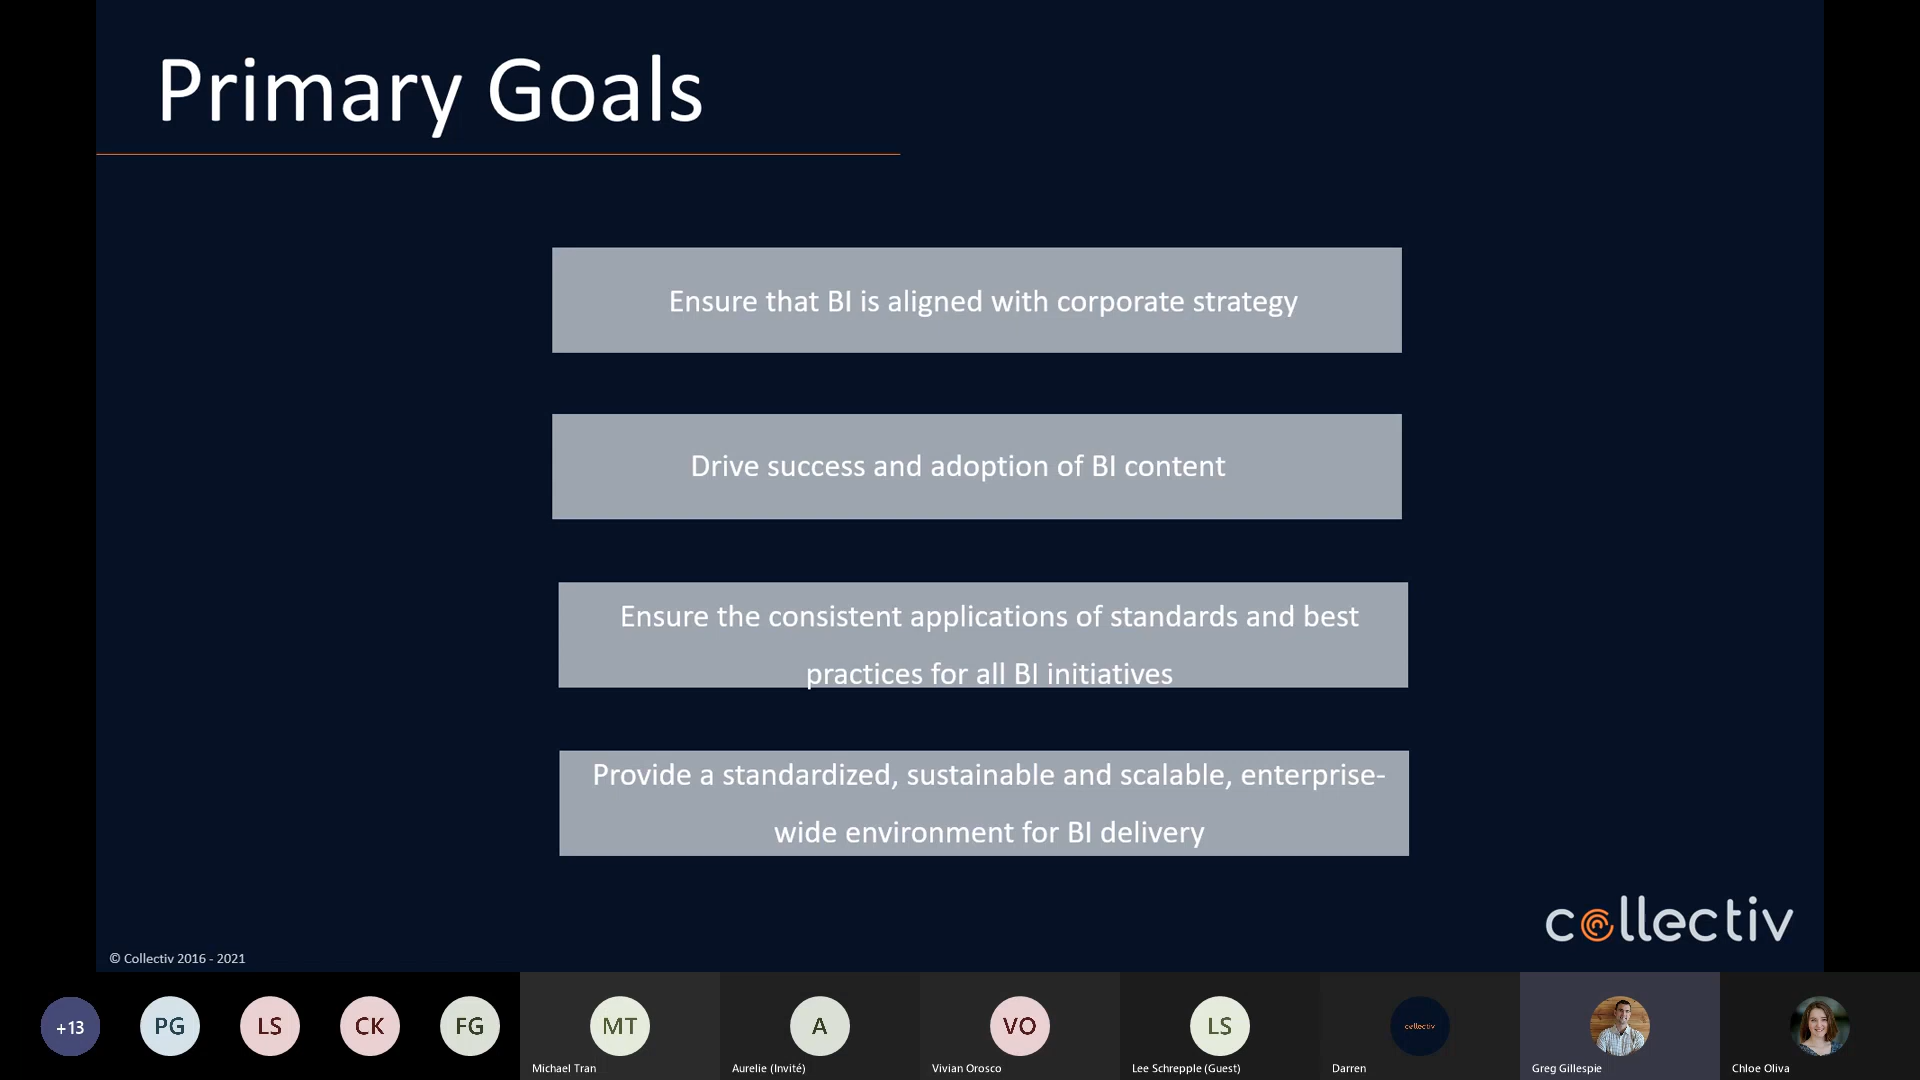 Primary Goals
Ensure that BI is aligned with corporate strategy
Drive success and adoption of BI content
Ensure the consistent applications of standards and best
practices for all BI initiatives
Provide a standardized, sustainable and scalable, enterprise-
wide environment for BI delivery
collectiv
© Collectiv 2016 - 2021
+13
PG
LS
CK
FG
MT
A
VO
LS
collectiv
Michael Tran
Aurelie (Invité)
Vivian Orosco
Lee Schrepple (Guest)
Darren
Greg Gillespie
Chloe Oliva